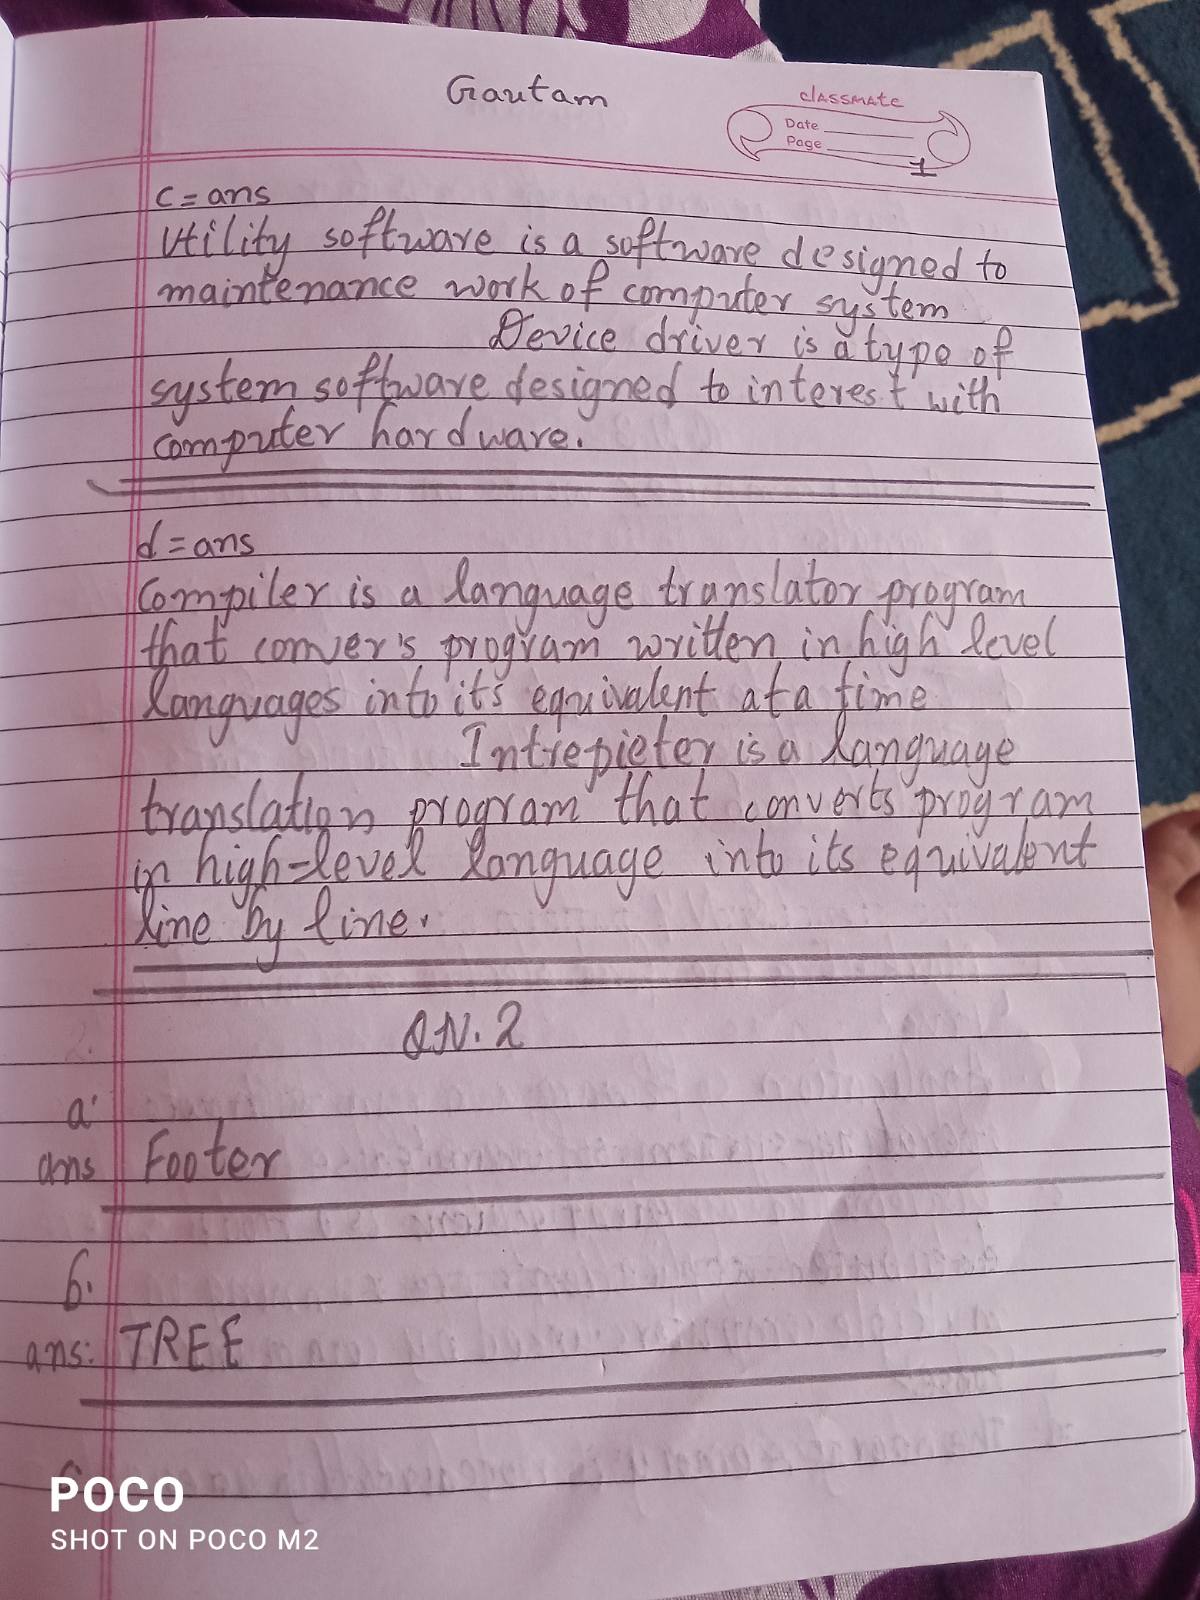 Gautam
classmate
Date
Page
1
c = ans
Utility software is a software designed to
maintenance work of computer system
Device driver is a type of
system software designed to interest with
computer hardware.
d = ans
Compiler is a language translator program
that conver's program written in high level
languages into its equivalent at a time
Intrepieter is a language
translation program that converts program
in high-level language into its equivalent
line by line.
QN. 2
a.
ans Footer
b.
ans: TREE
POCO
SHOT ON POCO M2